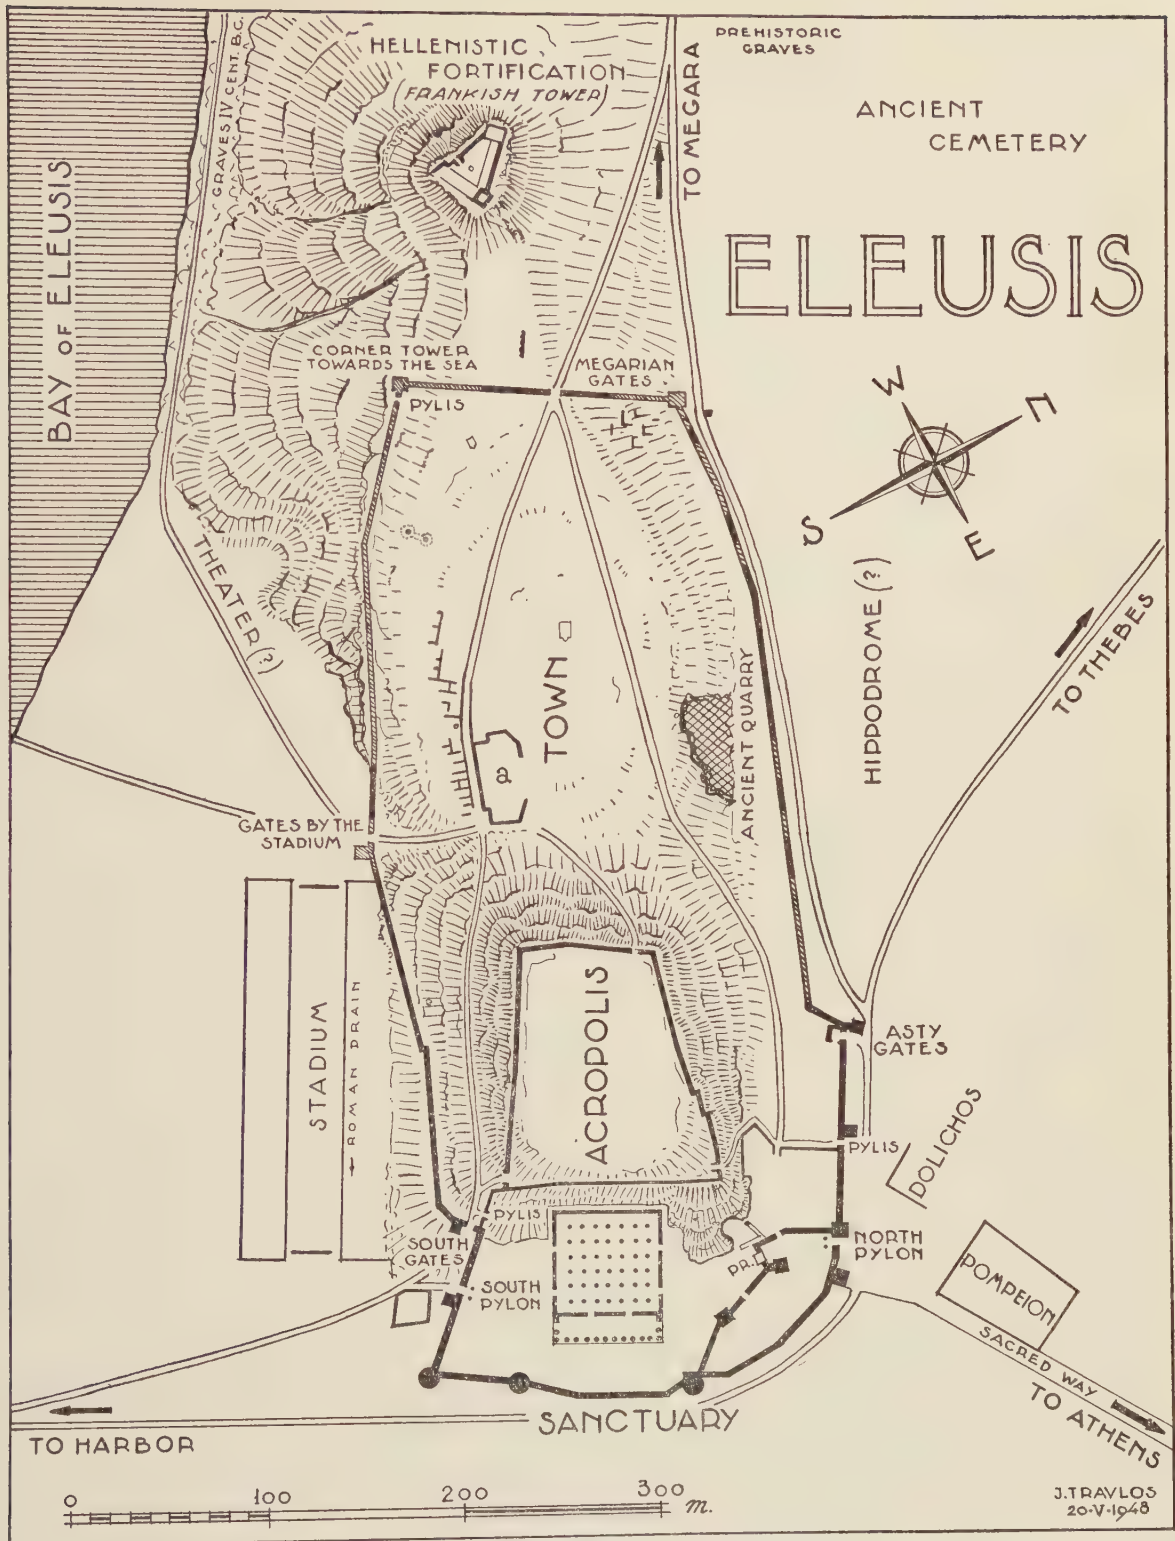 PREHISTORIC
GRAVES
HELLENISTIC
FORTIFICATION
(FRANKISH TOWER)
GRAVES IV CENT. B.C.
TO MEGARA
ANCIENT
CEMETERY
ELEUSIS
BAY OF ELEUSIS
CORNER TOWER
TOWARDS THE SEA
MEGARIAN
GATES
PYLIS
W
Π
S
E
THEATER (?)
HIPPODROME (?)
TO THEBES
TOWN
a
ANCIENT QUARRY
GATES BY THE
STADIUM
STADIUM
ROMAN DRAIN
ACROPOLIS
ASTY
GATES
PYLIS
DOLICHOS
PYLIS
SOUTH
GATES
SOUTH
PYLON
PR.
NORTH
PYLON
POMPEION
SACRED WAY
TO ATHENS
SANCTUARY
TO HARBOR
0 100 200 300 m.
J. TRAVLOS
20-V-1948